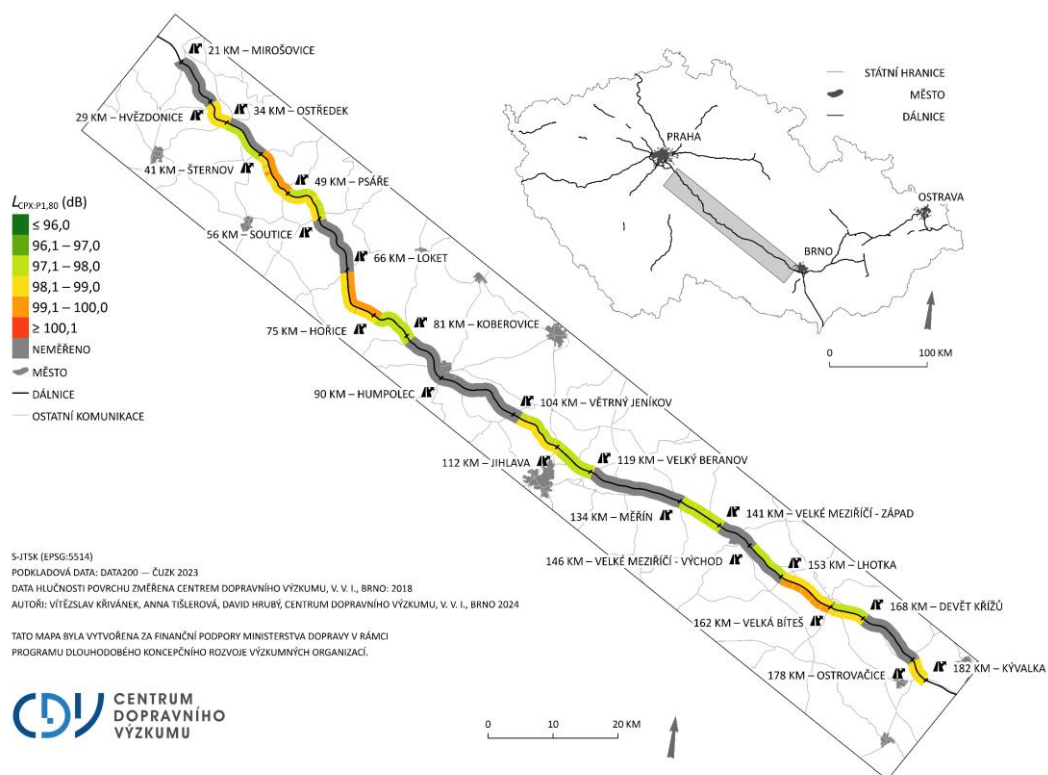 21 KM – MIROŠOVICE
29 KM – HVĚZDONICE
34 KM – OSTŘEDEK
41 KM – ŠTERNOV
49 KM – PSÁŘE
56 KM – SOUTICE
66 KM – LOKET
75 KM – HOŘICE
81 KM – KOBEROVICE
90 KM – HUMPOLEC
104 KM – VĚTRNÝ JENÍKOV
112 KM – JIHLAVA
119 KM – VELKÝ BERANOV
134 KM – MĚŘÍN
141 KM – VELKÉ MEZIŘÍČÍ - ZÁPAD
146 KM – VELKÉ MEZIŘÍČÍ - VÝCHOD
153 KM – LHOTKA
162 KM – VELKÁ BÍTEŠ
168 KM – DEVĚT KŘÍŽŮ
178 KM – OSTROVAČICE
182 KM – KÝVALKA
STÁTNÍ HRANICE
MĚSTO
DÁLNICE
PRAHA
OSTRAVA
BRNO
0 100 KM
LCPX:P1,80 (dB)
≤ 96,0
96,1 – 97,0
97,1 – 98,0
98,1 – 99,0
99,1 – 100,0
≥ 100,1
NEMĚŘENO
MĚSTO
DÁLNICE
OSTATNÍ KOMUNIKACE
S-JTSK (EPSG:5514)
PODKLADOVÁ DATA: DATA200 — ČUZK 2023
DATA HLUČNOSTI POVRCHU ZMĚŘENA CENTREM DOPRAVNÍHO VÝZKUMU, V. V. I., BRNO: 2018
AUTOŘI: VÍTĚZSLAV KŘIVÁNEK, ANNA TIŠLEROVÁ, DAVID HRUBÝ, CENTRUM DOPRAVNÍHO VÝZKUMU, V. V. I., BRNO 2024
TATO MAPA BYLA VYTVOŘENA ZA FINANČNÍ PODPORY MINISTERSTVA DOPRAVY V RÁMCI
PROGRAMU DLOUHODOBÉHO KONCEPČNÍHO ROZVOJE VÝZKUMNÝCH ORGANIZACÍ.
CDV
CENTRUM
DOPRAVNÍHO
VÝZKUMU
0 10 20 KM